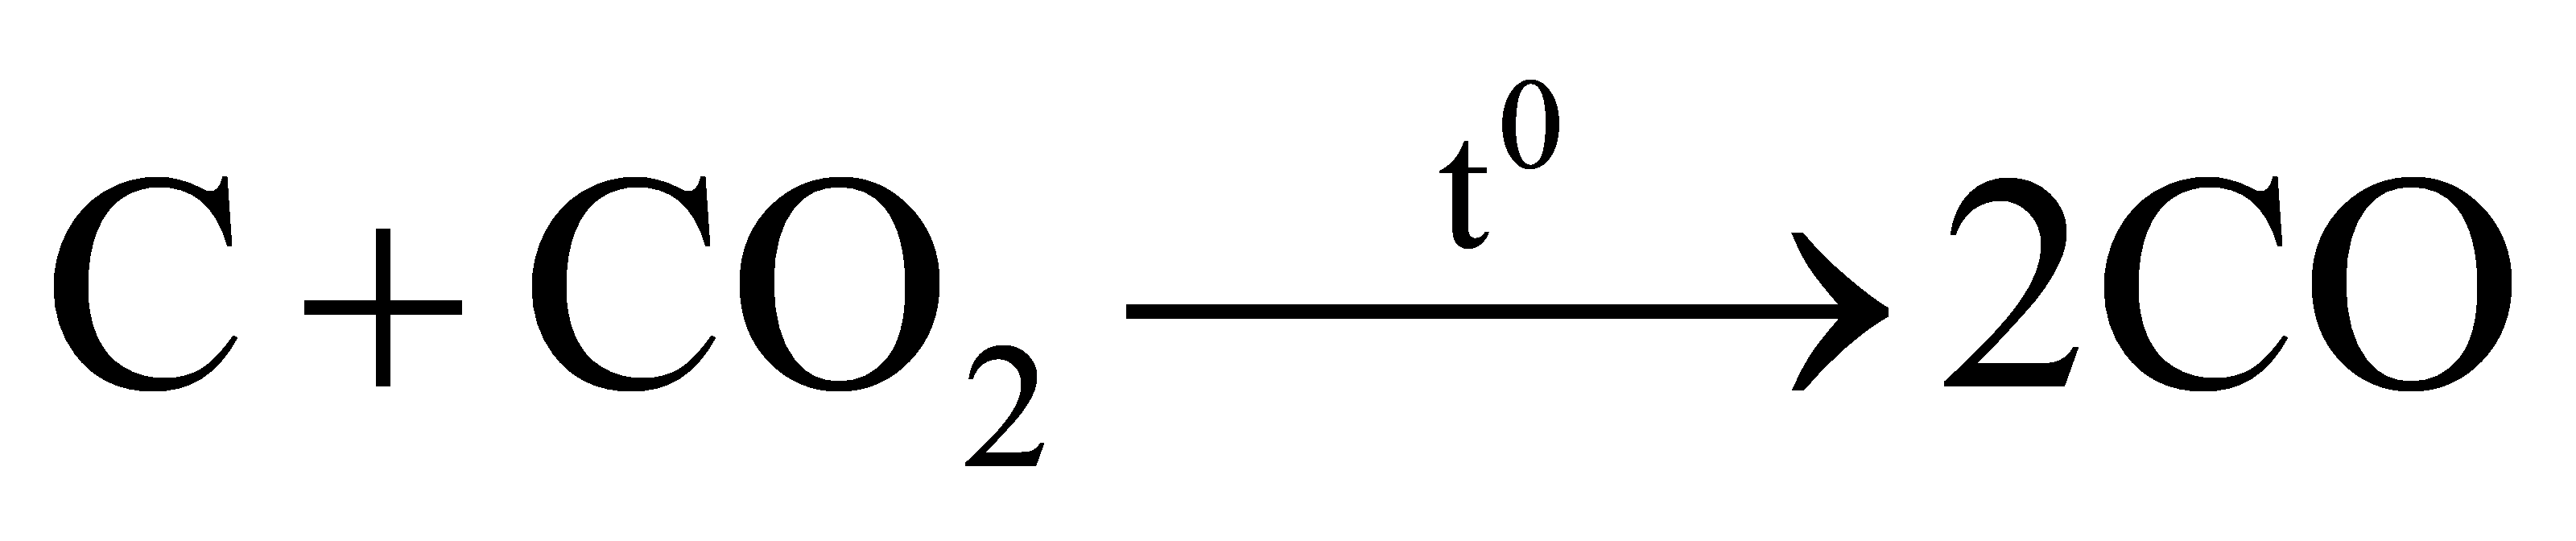 C + CO₂ —t⁰→ 2CO